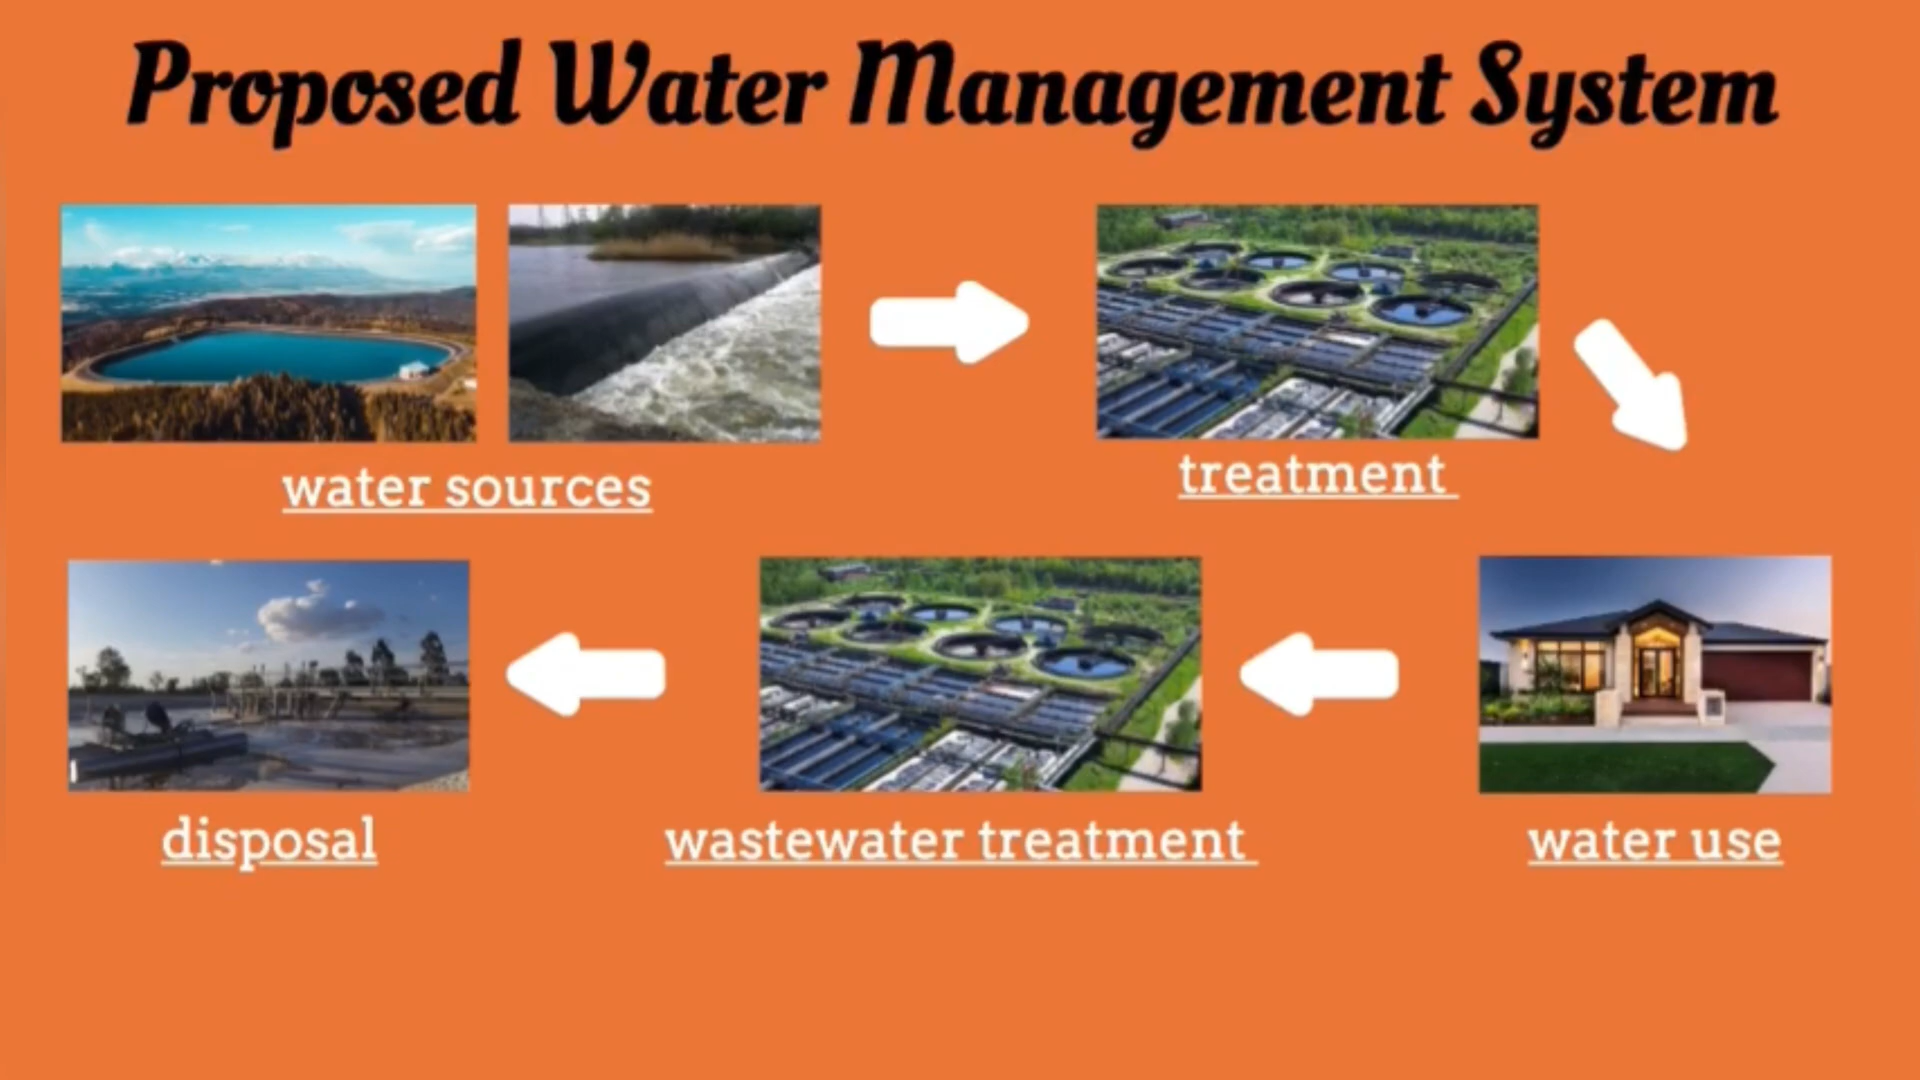 Proposed Water Management System
water sources
treatment
disposal
wastewater treatment
water use